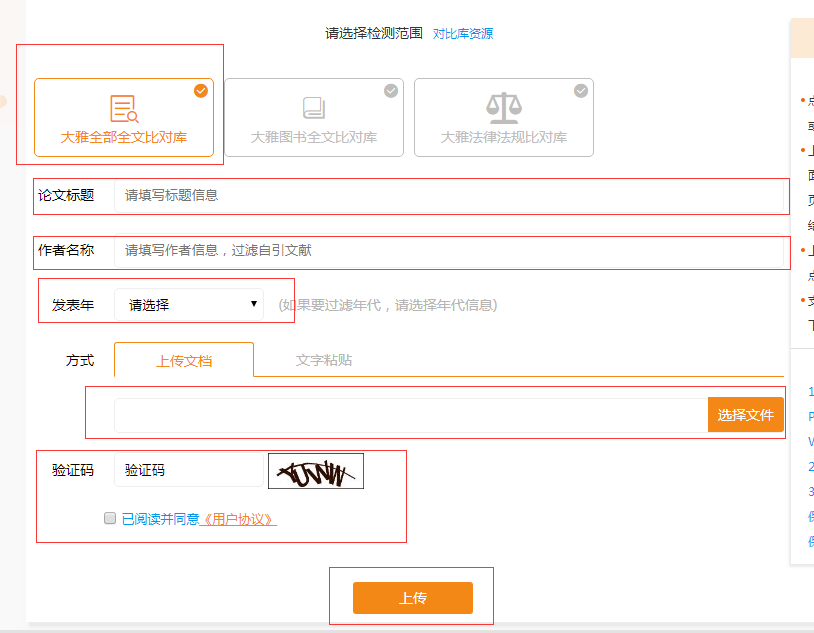 请选择检测范围 对比库资源
大雅全部全文比对库 大雅图书全文比对库 大雅法律法规比对库
论文标题 请填写标题信息
作者名称 请填写作者信息，过滤自引文献
发表年 请选择 (如果要过滤年代，请选择年代信息)
方式 上传文档 文字粘贴
选择文件
验证码 验证码
已阅读并同意《用户协议》
上传